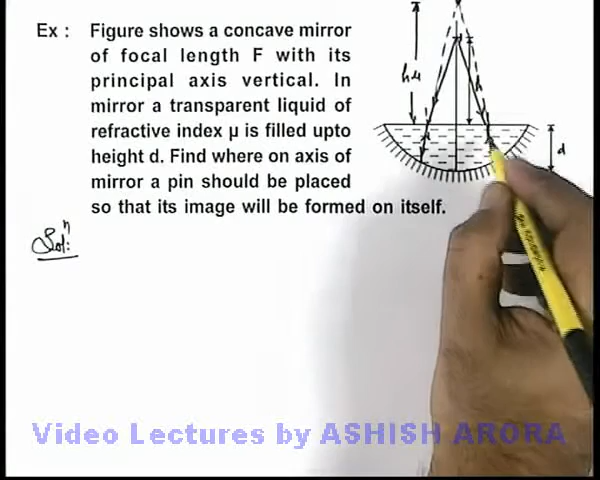 Ex : Figure shows a concave mirror
of focal length F with its
principal axis vertical. In
mirror a transparent liquid of
refractive index μ is filled upto
height d. Find where on axis of
mirror a pin should be placed
so that its image will be formed on itself.
hμ
h
d
Solⁿ:
Video Lectures by ASHISH ARORA